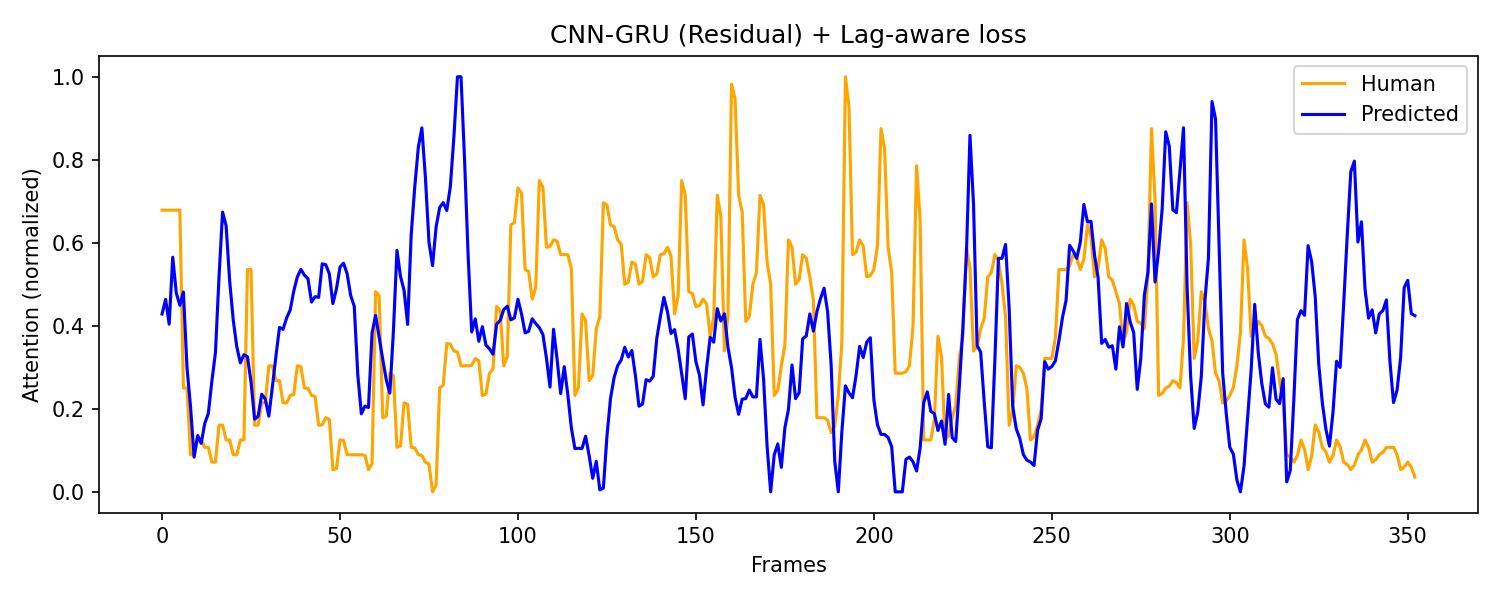 CNN-GRU (Residual) + Lag-aware loss
Human
Predicted
Attention (normalized)
1.0
0.8
0.6
0.4
0.2
0.0
0
50
100
150
200
250
300
350
Frames